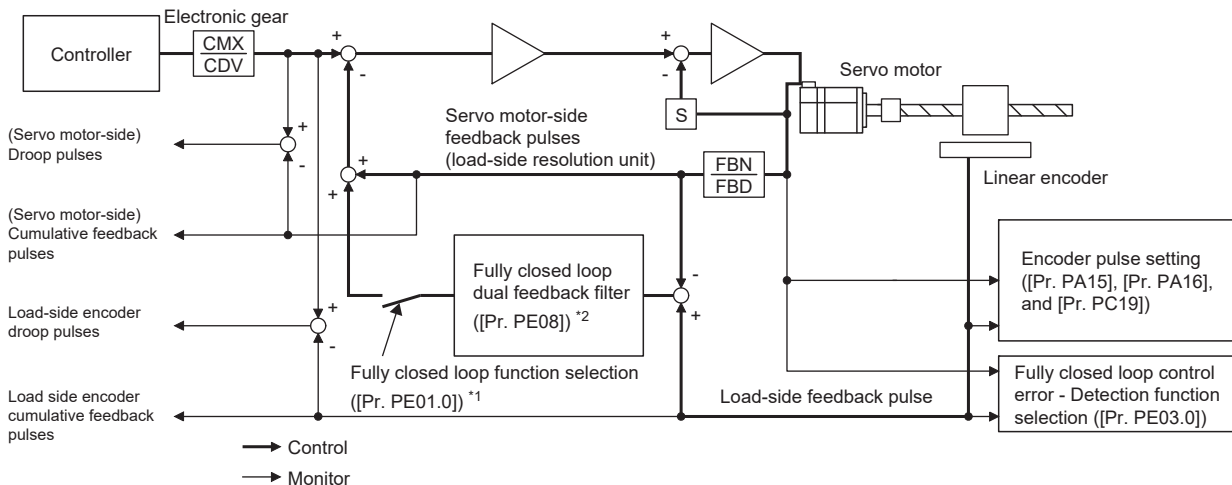 Electronic gear
Controller
CMX
CDV
+
-
+
-
Servo motor
S
Servo motor-side
feedback pulses
(load-side resolution unit)
(Servo motor-side)
Droop pulses
+
-
+
+
FBN
FBD
Linear encoder
(Servo motor-side)
Cumulative feedback
pulses
Fully closed loop
dual feedback filter
([Pr. PE08]) *2
-
+
Encoder pulse setting
([Pr. PA15], [Pr. PA16],
and [Pr. PC19])
Load-side encoder
droop pulses
+
-
Fully closed loop function selection
([Pr. PE01.0]) *1
Load-side feedback pulse
Fully closed loop control
error - Detection function
selection ([Pr. PE03.0])
Load side encoder
cumulative feedback
pulses
Control
Monitor